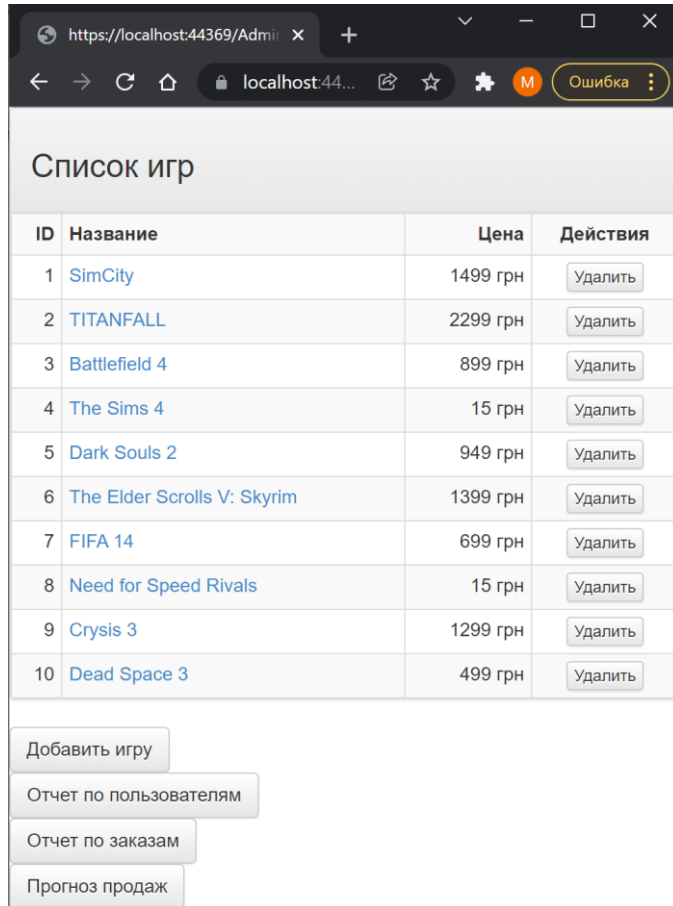 https://localhost:44369/Admi
localhost:44... M Ошибка
Список игр
ID Название Цена Действия
1 SimCity 1499 грн Удалить
2 TITANFALL 2299 грн Удалить
3 Battlefield 4 899 грн Удалить
4 The Sims 4 15 грн Удалить
5 Dark Souls 2 949 грн Удалить
6 The Elder Scrolls V: Skyrim 1399 грн Удалить
7 FIFA 14 699 грн Удалить
8 Need for Speed Rivals 15 грн Удалить
9 Crysis 3 1299 грн Удалить
10 Dead Space 3 499 грн Удалить
Добавить игру
Отчет по пользователям
Отчет по заказам
Прогноз продаж